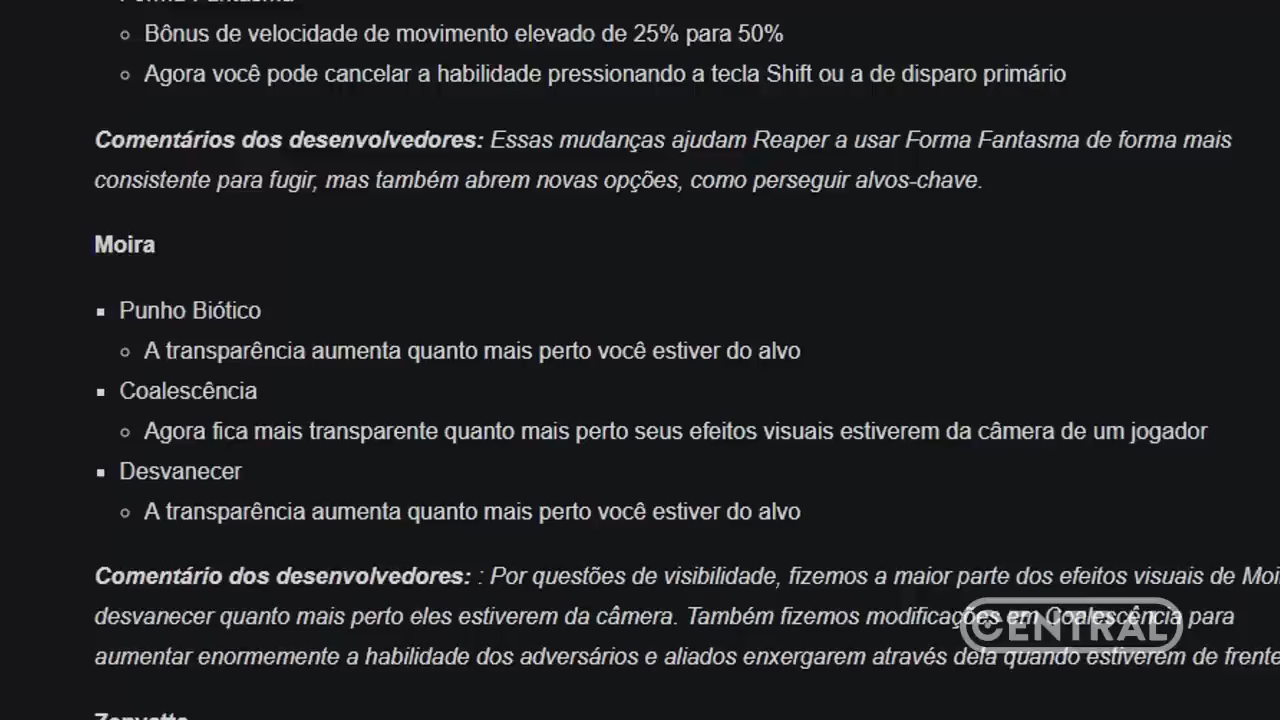 Forma Fantasma
Bônus de velocidade de movimento elevado de 25% para 50%
Agora você pode cancelar a habilidade pressionando a tecla Shift ou a de disparo primário
Comentários dos desenvolvedores: Essas mudanças ajudam Reaper a usar Forma Fantasma de forma mais
consistente para fugir, mas também abrem novas opções, como perseguir alvos-chave.
Moira
Punho Biótico
A transparência aumenta quanto mais perto você estiver do alvo
Coalescência
Agora fica mais transparente quanto mais perto seus efeitos visuais estiverem da câmera de um jogador
Desvanecer
A transparência aumenta quanto mais perto você estiver do alvo
Comentário dos desenvolvedores: : Por questões de visibilidade, fizemos a maior parte dos efeitos visuais de Moi
desvanecer quanto mais perto eles estiverem da câmera. Também fizemos modificações em Coalescência para
aumentar enormemente a habilidade dos adversários e aliados enxergarem através dela quando estiverem de frente
CENTRAL